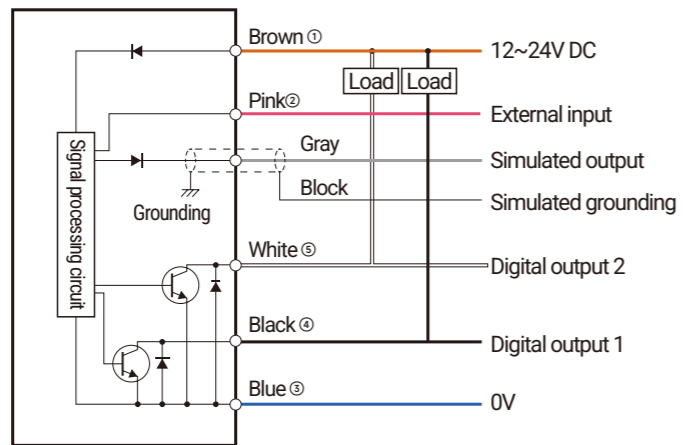 Brown ①
12~24V DC
Load
Load
Pink②
External input
Gray
Simulated output
Block
Simulated grounding
Grounding
Signal processing circuit
White ⑤
Digital output 2
Black ④
Digital output 1
Blue ③
0V